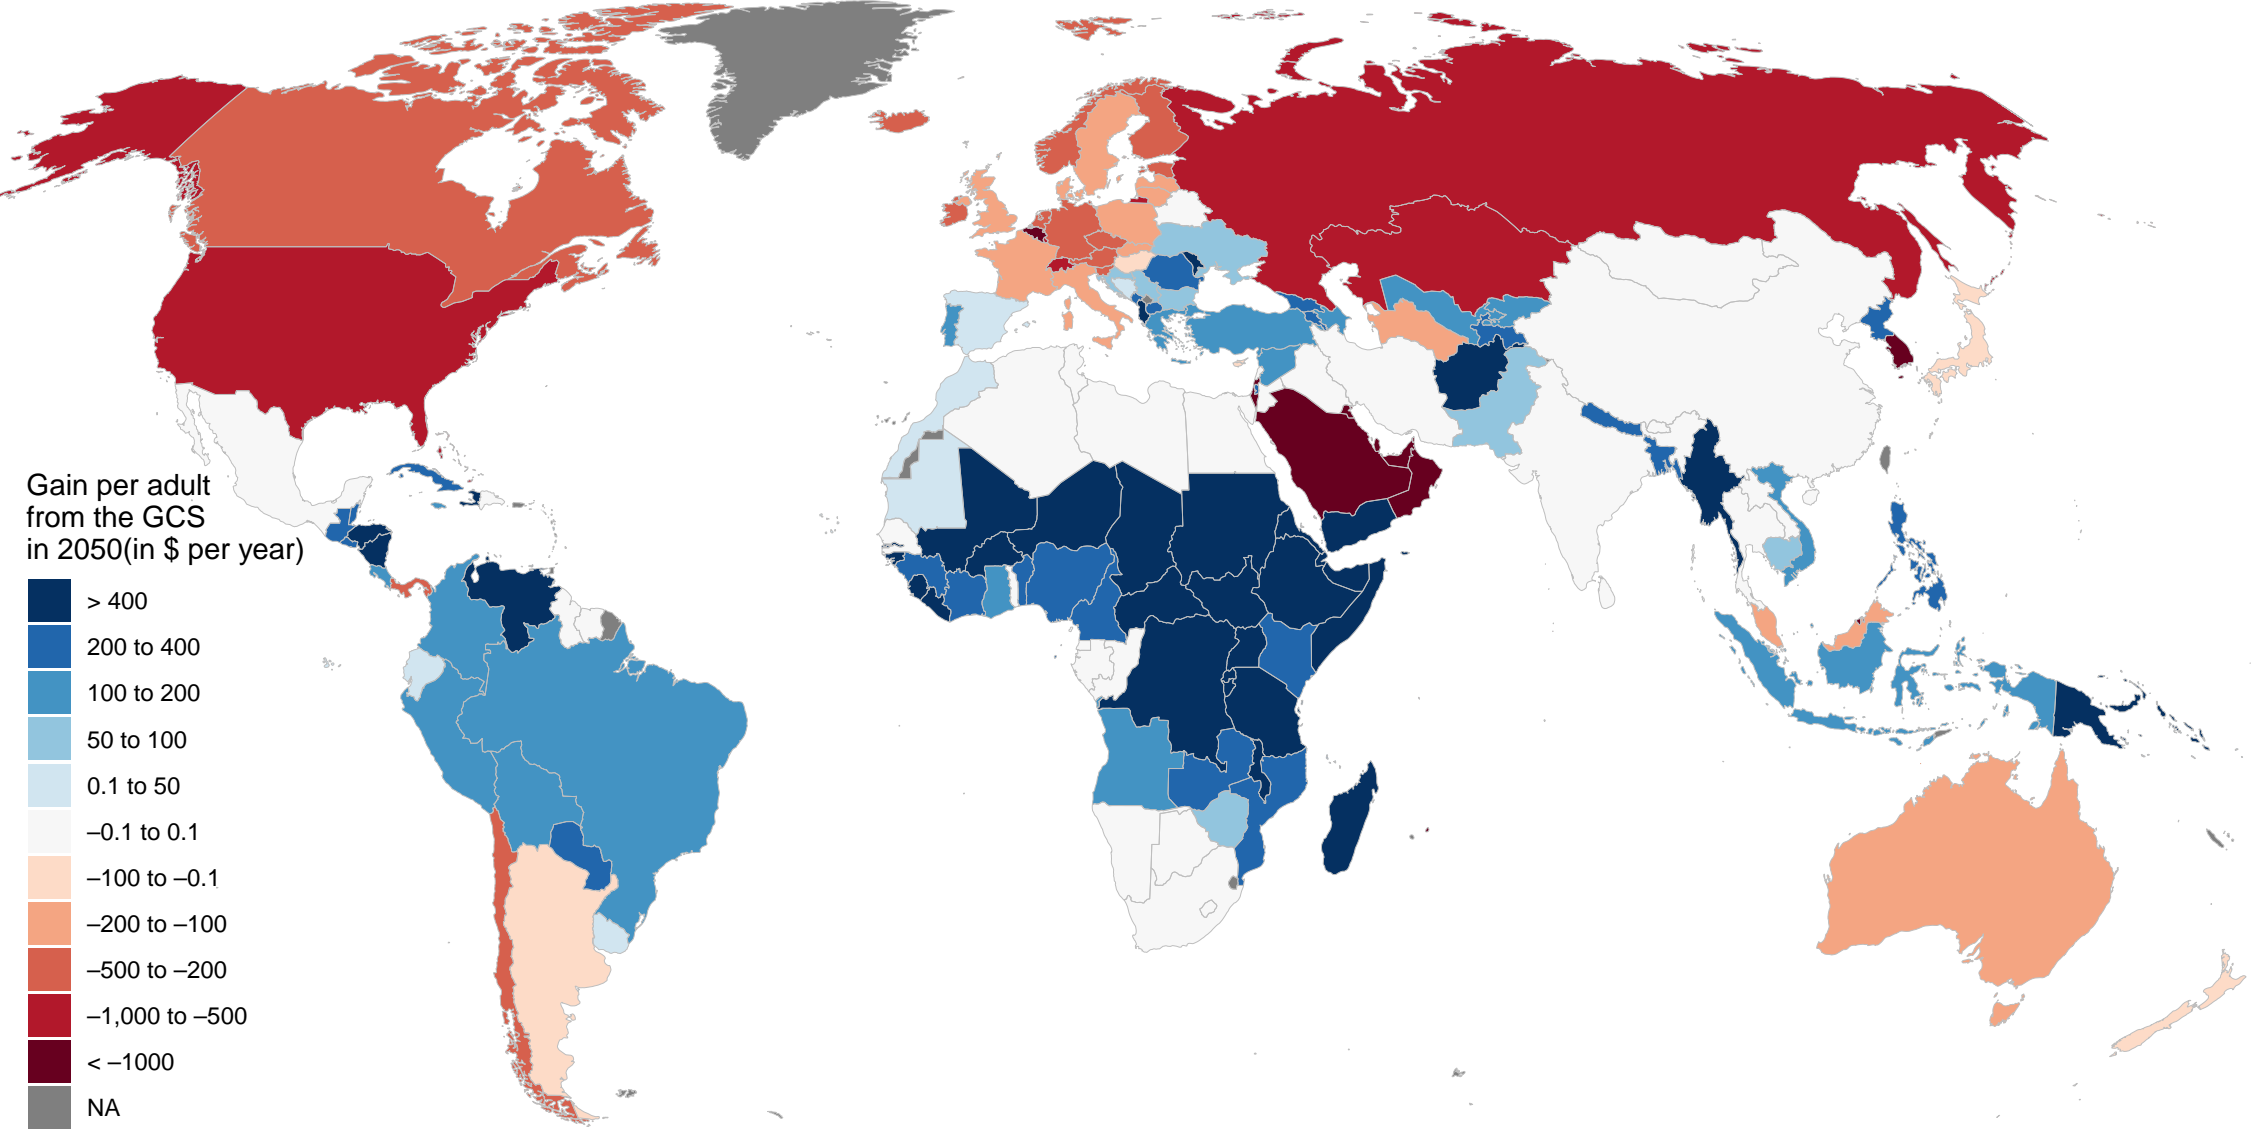 Gain per adult
from the GCS
in 2050(in $ per year)
> 400
200 to 400
100 to 200
50 to 100
0.1 to 50
–0.1 to 0.1
–100 to –0.1
–200 to –100
–500 to –200
–1,000 to –500
< –1000
NA